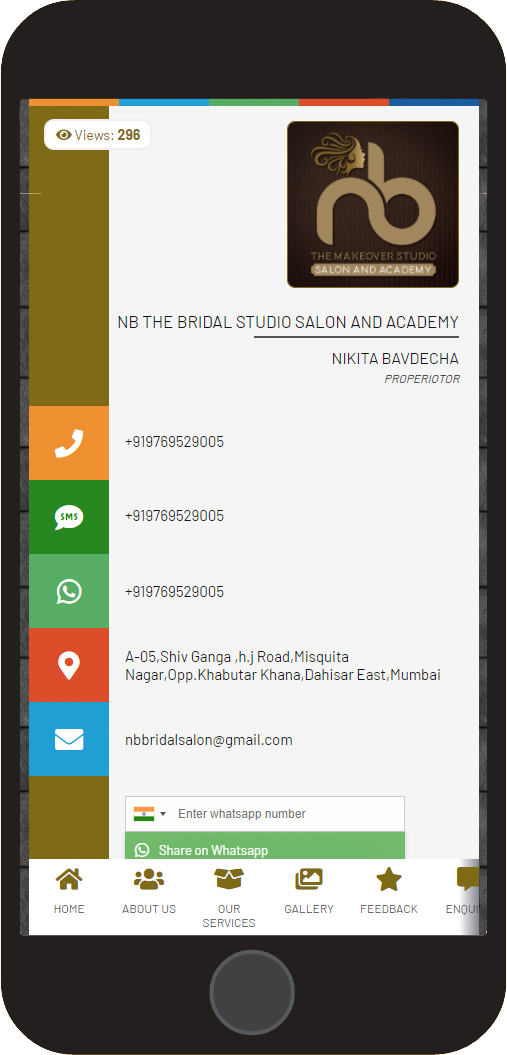 Views: 296
nb
THE MAKEOVER STUDIO
SALON AND ACADEMY
NB THE BRIDAL STUDIO SALON AND ACADEMY
NIKITA BAVDECHA
PROPERIOTOR
+919769529005
SMS
+919769529005
+919769529005
A-05,Shiv Ganga ,h.j Road,Misquita
Nagar,Opp.Khabutar Khana,Dahisar East,Mumbai
nbbridalsalon@gmail.com
Enter whatsapp number
Share on Whatsapp
HOME
ABOUT US
OUR
SERVICES
GALLERY
FEEDBACK